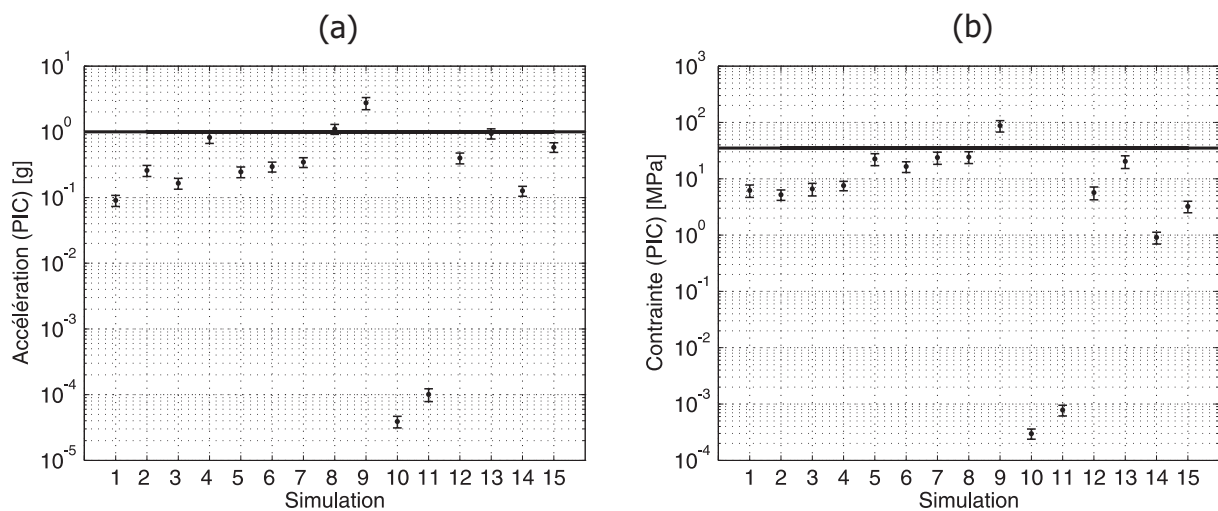 (a)
Accélération (PIC) [g]
10^1
10^0
10^-1
10^-2
10^-3
10^-4
10^-5
1 2 3 4 5 6 7 8 9 10 11 12 13 14 15
Simulation
(b)
Contrainte (PIC) [MPa]
10^3
10^2
10^1
10^0
10^-1
10^-2
10^-3
10^-4
1 2 3 4 5 6 7 8 9 10 11 12 13 14 15
Simulation